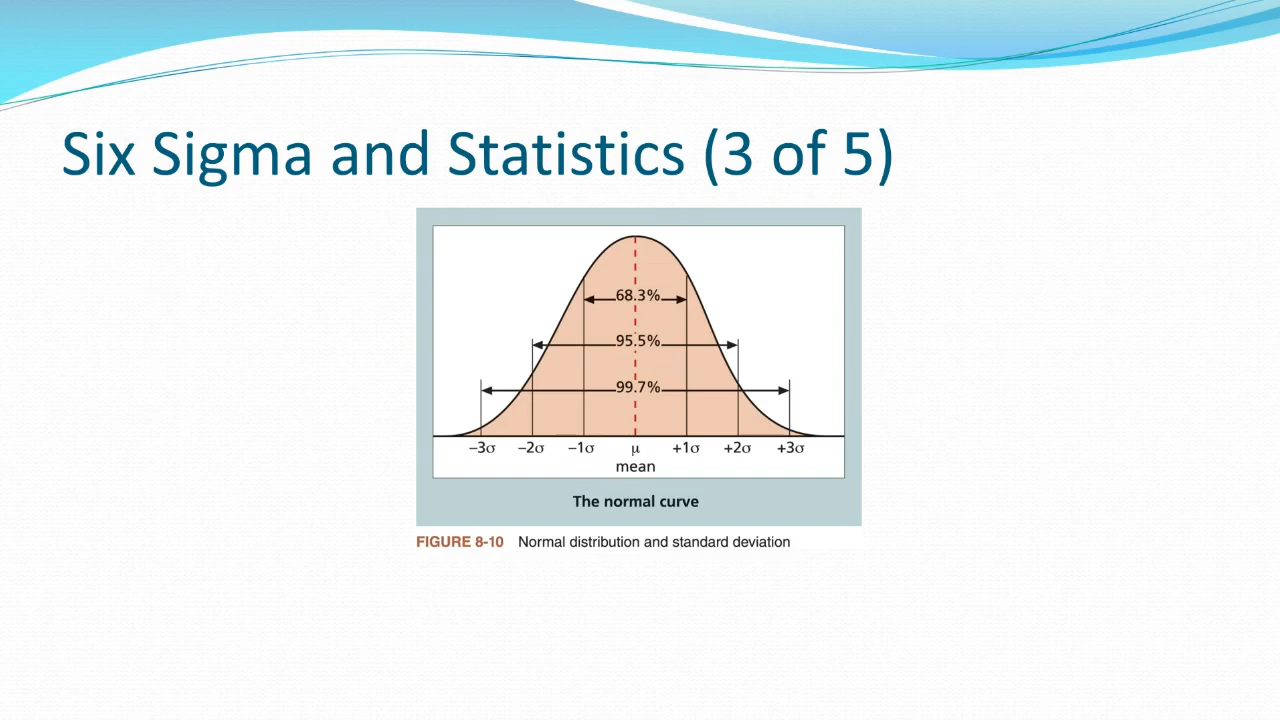 Six Sigma and Statistics (3 of 5)
68.3%
95.5%
99.7%
–3σ –2σ –1σ μ +1σ +2σ +3σ
mean
The normal curve
FIGURE 8-10 Normal distribution and standard deviation